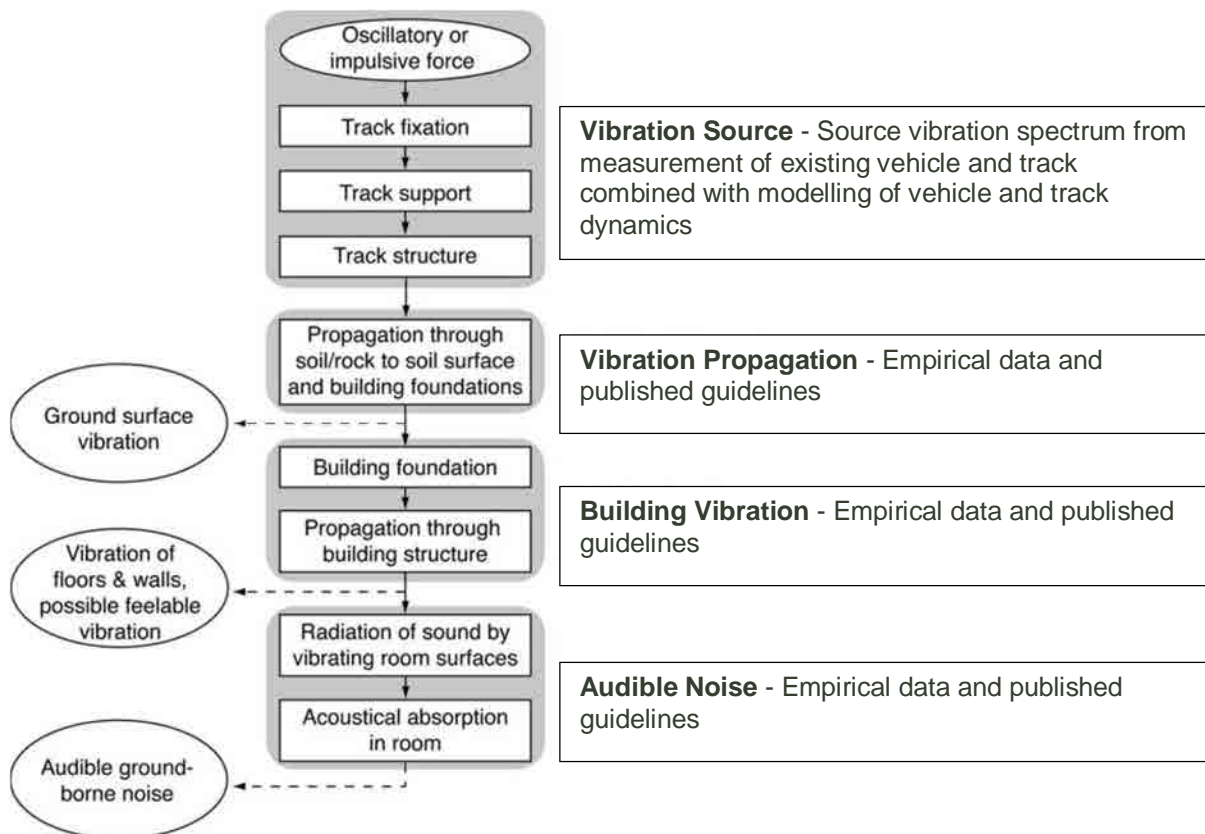 Oscillatory or
impulsive force
Track fixation
Track support
Track structure
Vibration Source - Source vibration spectrum from
measurement of existing vehicle and track
combined with modelling of vehicle and track
dynamics
Propagation through
soil/rock to soil surface
and building foundations
Vibration Propagation - Empirical data and
published guidelines
Ground surface
vibration
Building foundation
Propagation through
building structure
Building Vibration - Empirical data and published
guidelines
Vibration of
floors & walls,
possible feelable
vibration
Radiation of sound by
vibrating room surfaces
Acoustical absorption
in room
Audible Noise - Empirical data and published
guidelines
Audible ground-
borne noise